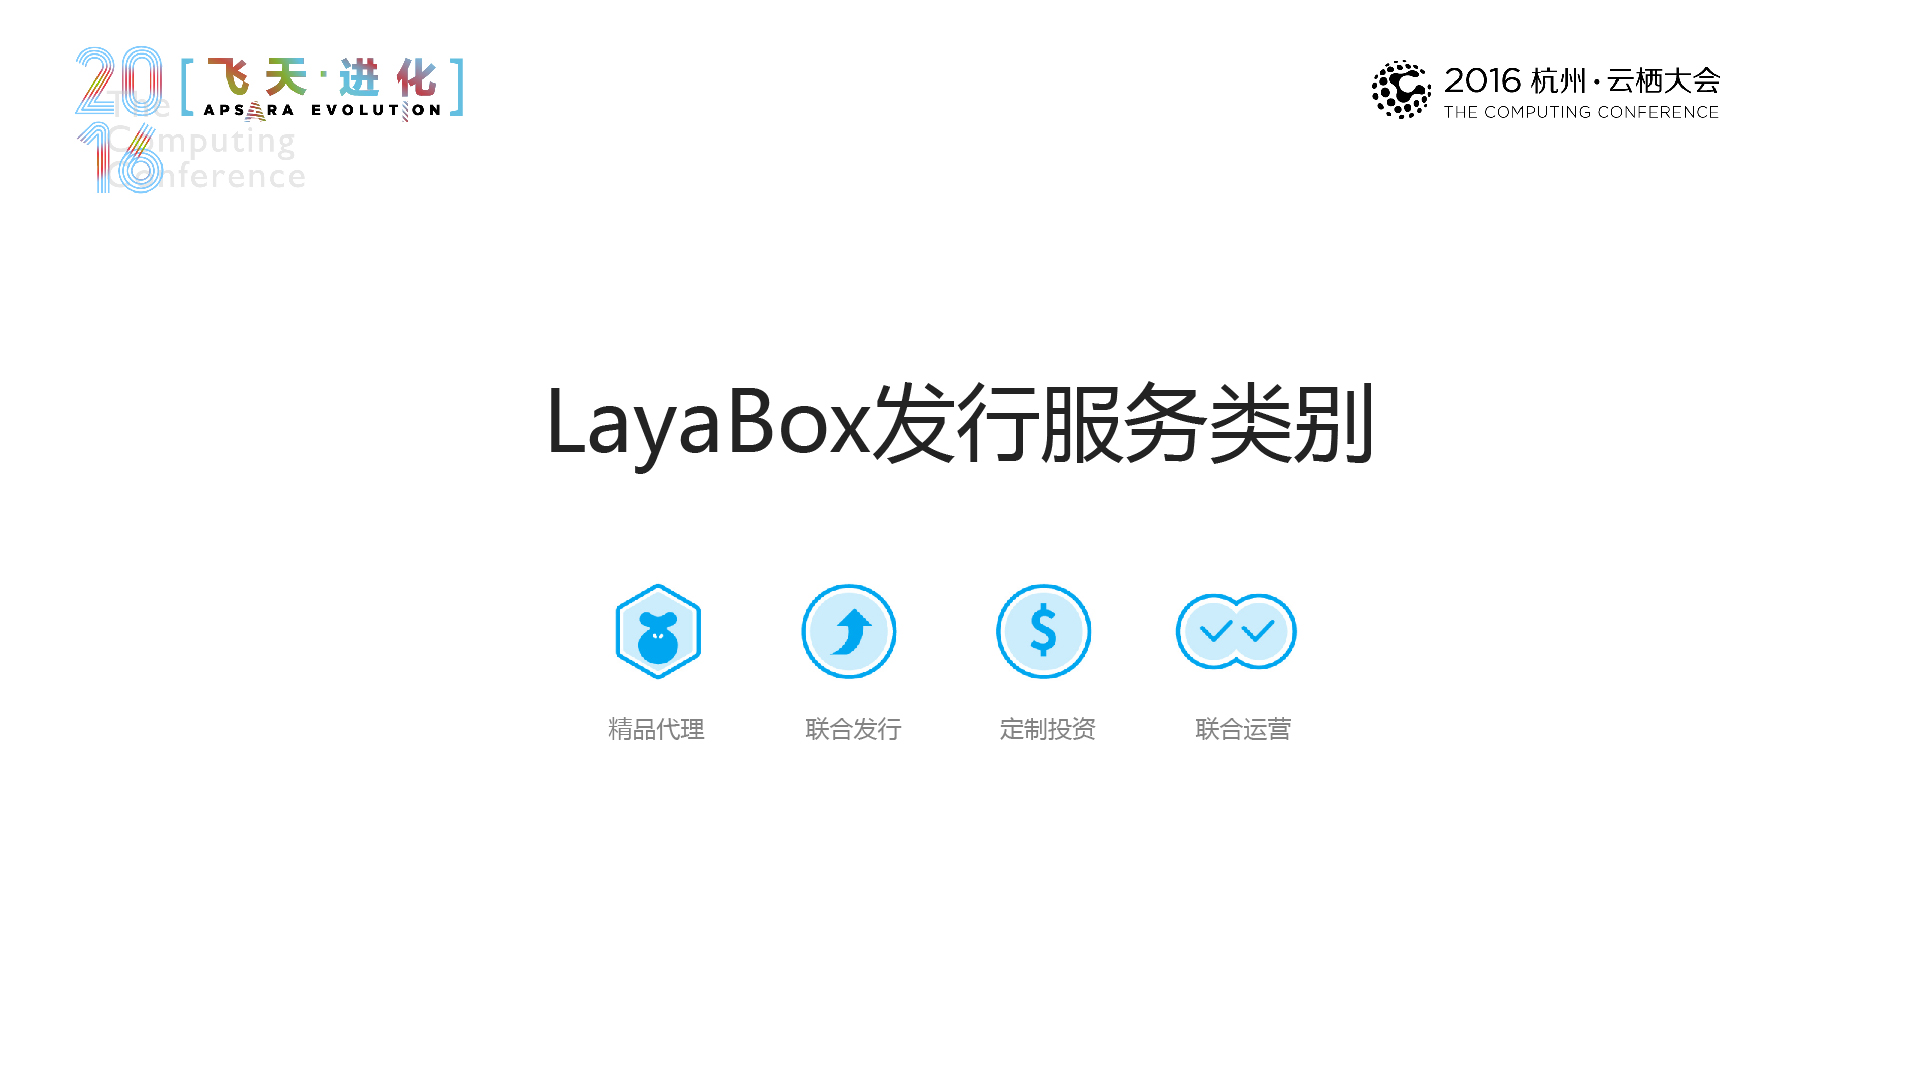 2016
[飞天·进化]
APSARA EVOLUTION
The
Computing
Conference
2016 杭州·云栖大会
THE COMPUTING CONFERENCE
LayaBox发行服务类别
$
精品代理
联合发行
定制投资
联合运营